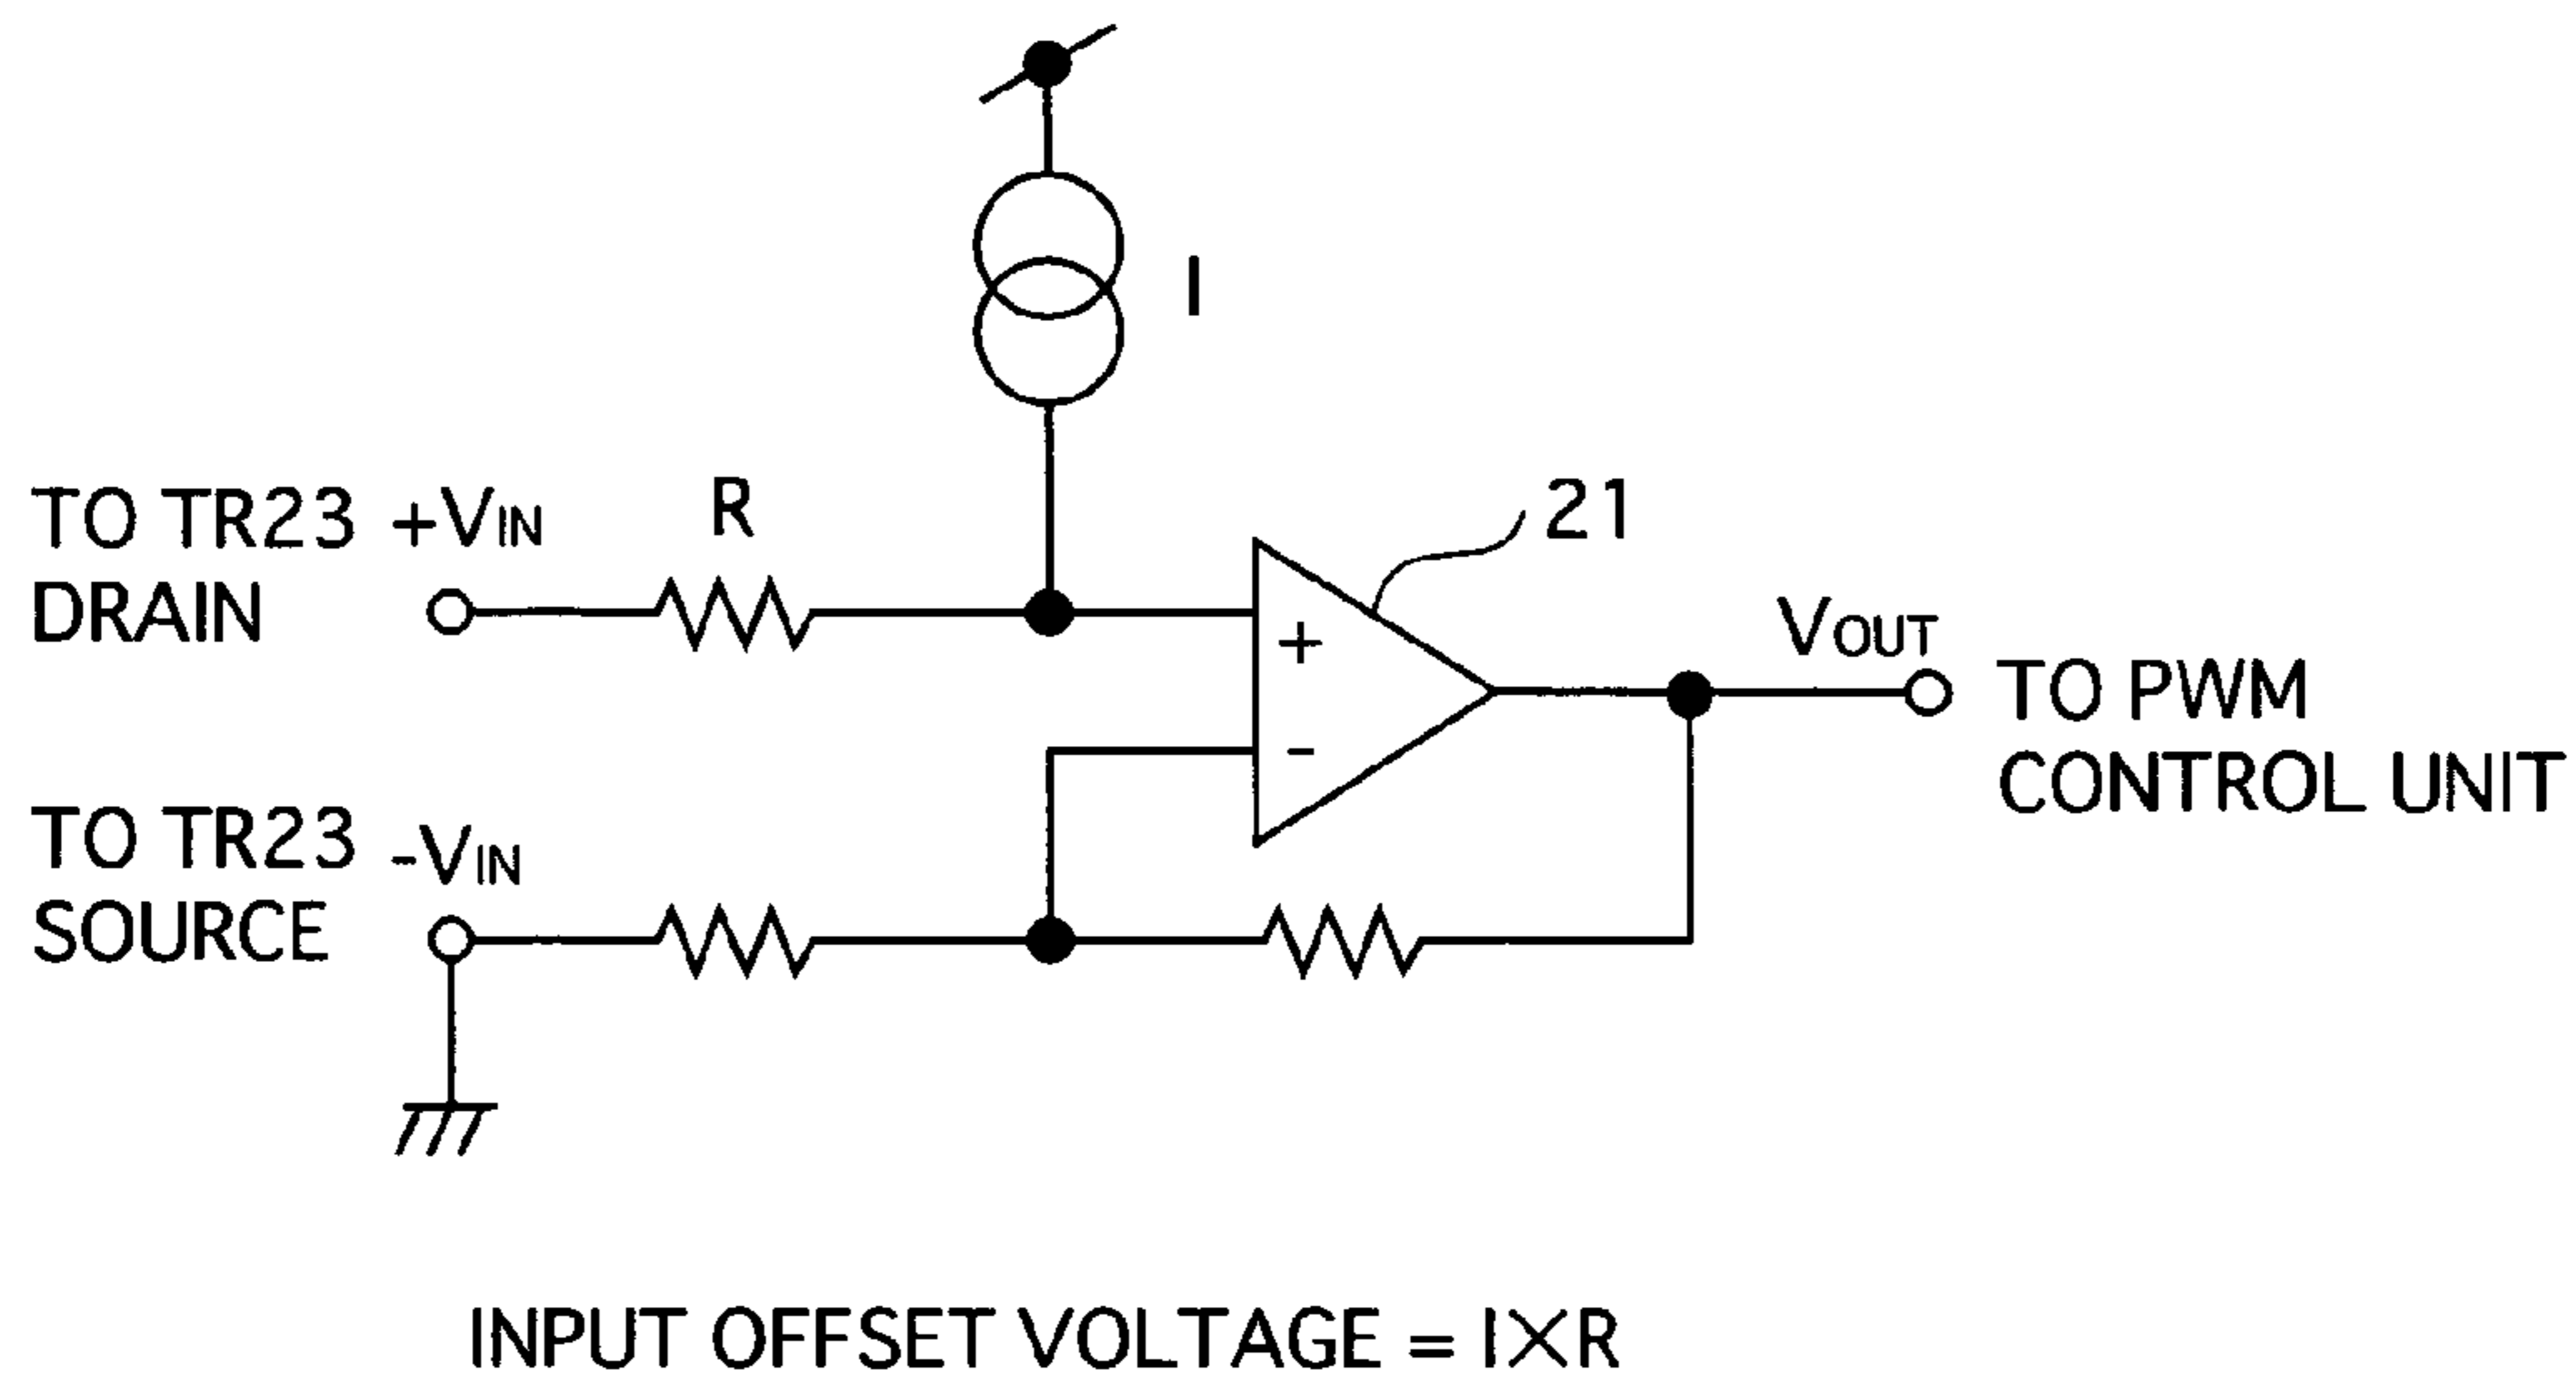 I
TO TR23
DRAIN
+VIN
R
21
+
-
VOUT
TO PWM
CONTROL UNIT
TO TR23
SOURCE
-VIN
INPUT OFFSET VOLTAGE = I×R